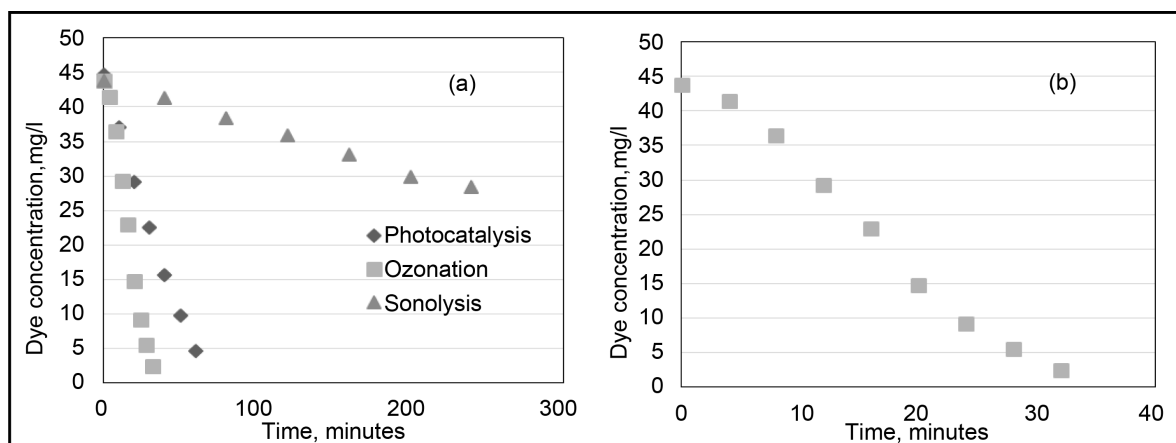 50
45
40
35
30
25
20
15
10
5
0
Dye concentration,mg/l
(a)
Photocatalysis
Ozonation
Sonolysis
0 100 200 300
Time, minutes
50
45
40
35
30
25
20
15
10
5
0
Dye concentration,mg/l
(b)
0 10 20 30 40
Time, minutes